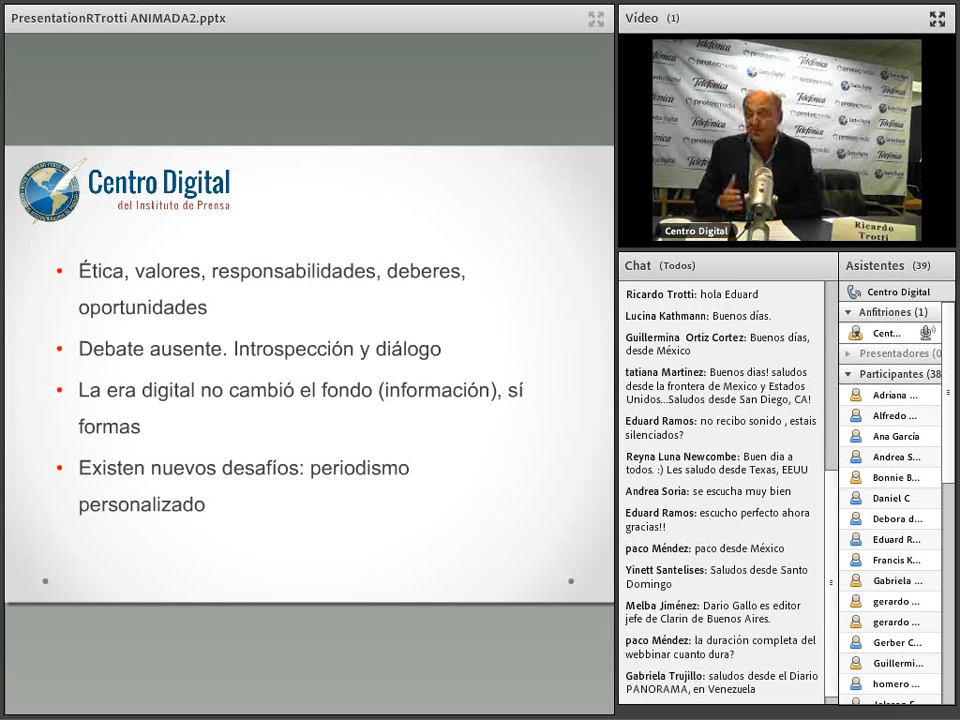 PresentationRTrotti ANIMADA2.pptx
Centro Digital
del Instituto de Prensa
• Ética, valores, responsabilidades, deberes,
oportunidades
• Debate ausente. Introspección y diálogo
• La era digital no cambió el fondo (información), sí
formas
• Existen nuevos desafíos: periodismo
personalizado
Vídeo (1)
Telefónica
protecmedia
Centro Digital
Ricardo
Trotti
Chat (Todos)
Ricardo Trotti: hola Eduard
Lucina Kathmann: Buenos días.
Guillermina Ortiz Cortez: Buenos días,
desde México
tatiana Martinez: Buenos dias! saludos
desde la frontera de Mexico y Estados
Unidos...Saludos desde San Diego, CA!
Eduard Ramos: no recibo sonido , estais
silenciados?
Reyna Luna Newcombe: Buen dia a
todos. :) Les saludo desde Texas, EEUU
Andrea Soria: se escucha muy bien
Eduard Ramos: escucho perfecto ahora
gracias!!
paco Méndez: paco desde México
Yinett Santelises: Saludos desde Santo
Domingo
Melba Jiménez: Dario Gallo es editor
jefe de Clarin de Buenos Aires.
paco Méndez: la duración completa del
webbinar cuanto dura?
Gabriela Trujillo: saludos desde el Diario
PANORAMA, en Venezuela
Asistentes (39)
Centro Digital
Anfitriones (1)
Cent...
Presentadores (0
Participantes (38
Adriana ...
Alfredo ...
Ana García
Andrea S...
Bonnie B...
Daniel C
Debora d...
Eduard R...
Francis K...
Gabriela ...
gerardo ...
gerardo ...
Gerber C...
Guillermi...
homero ...